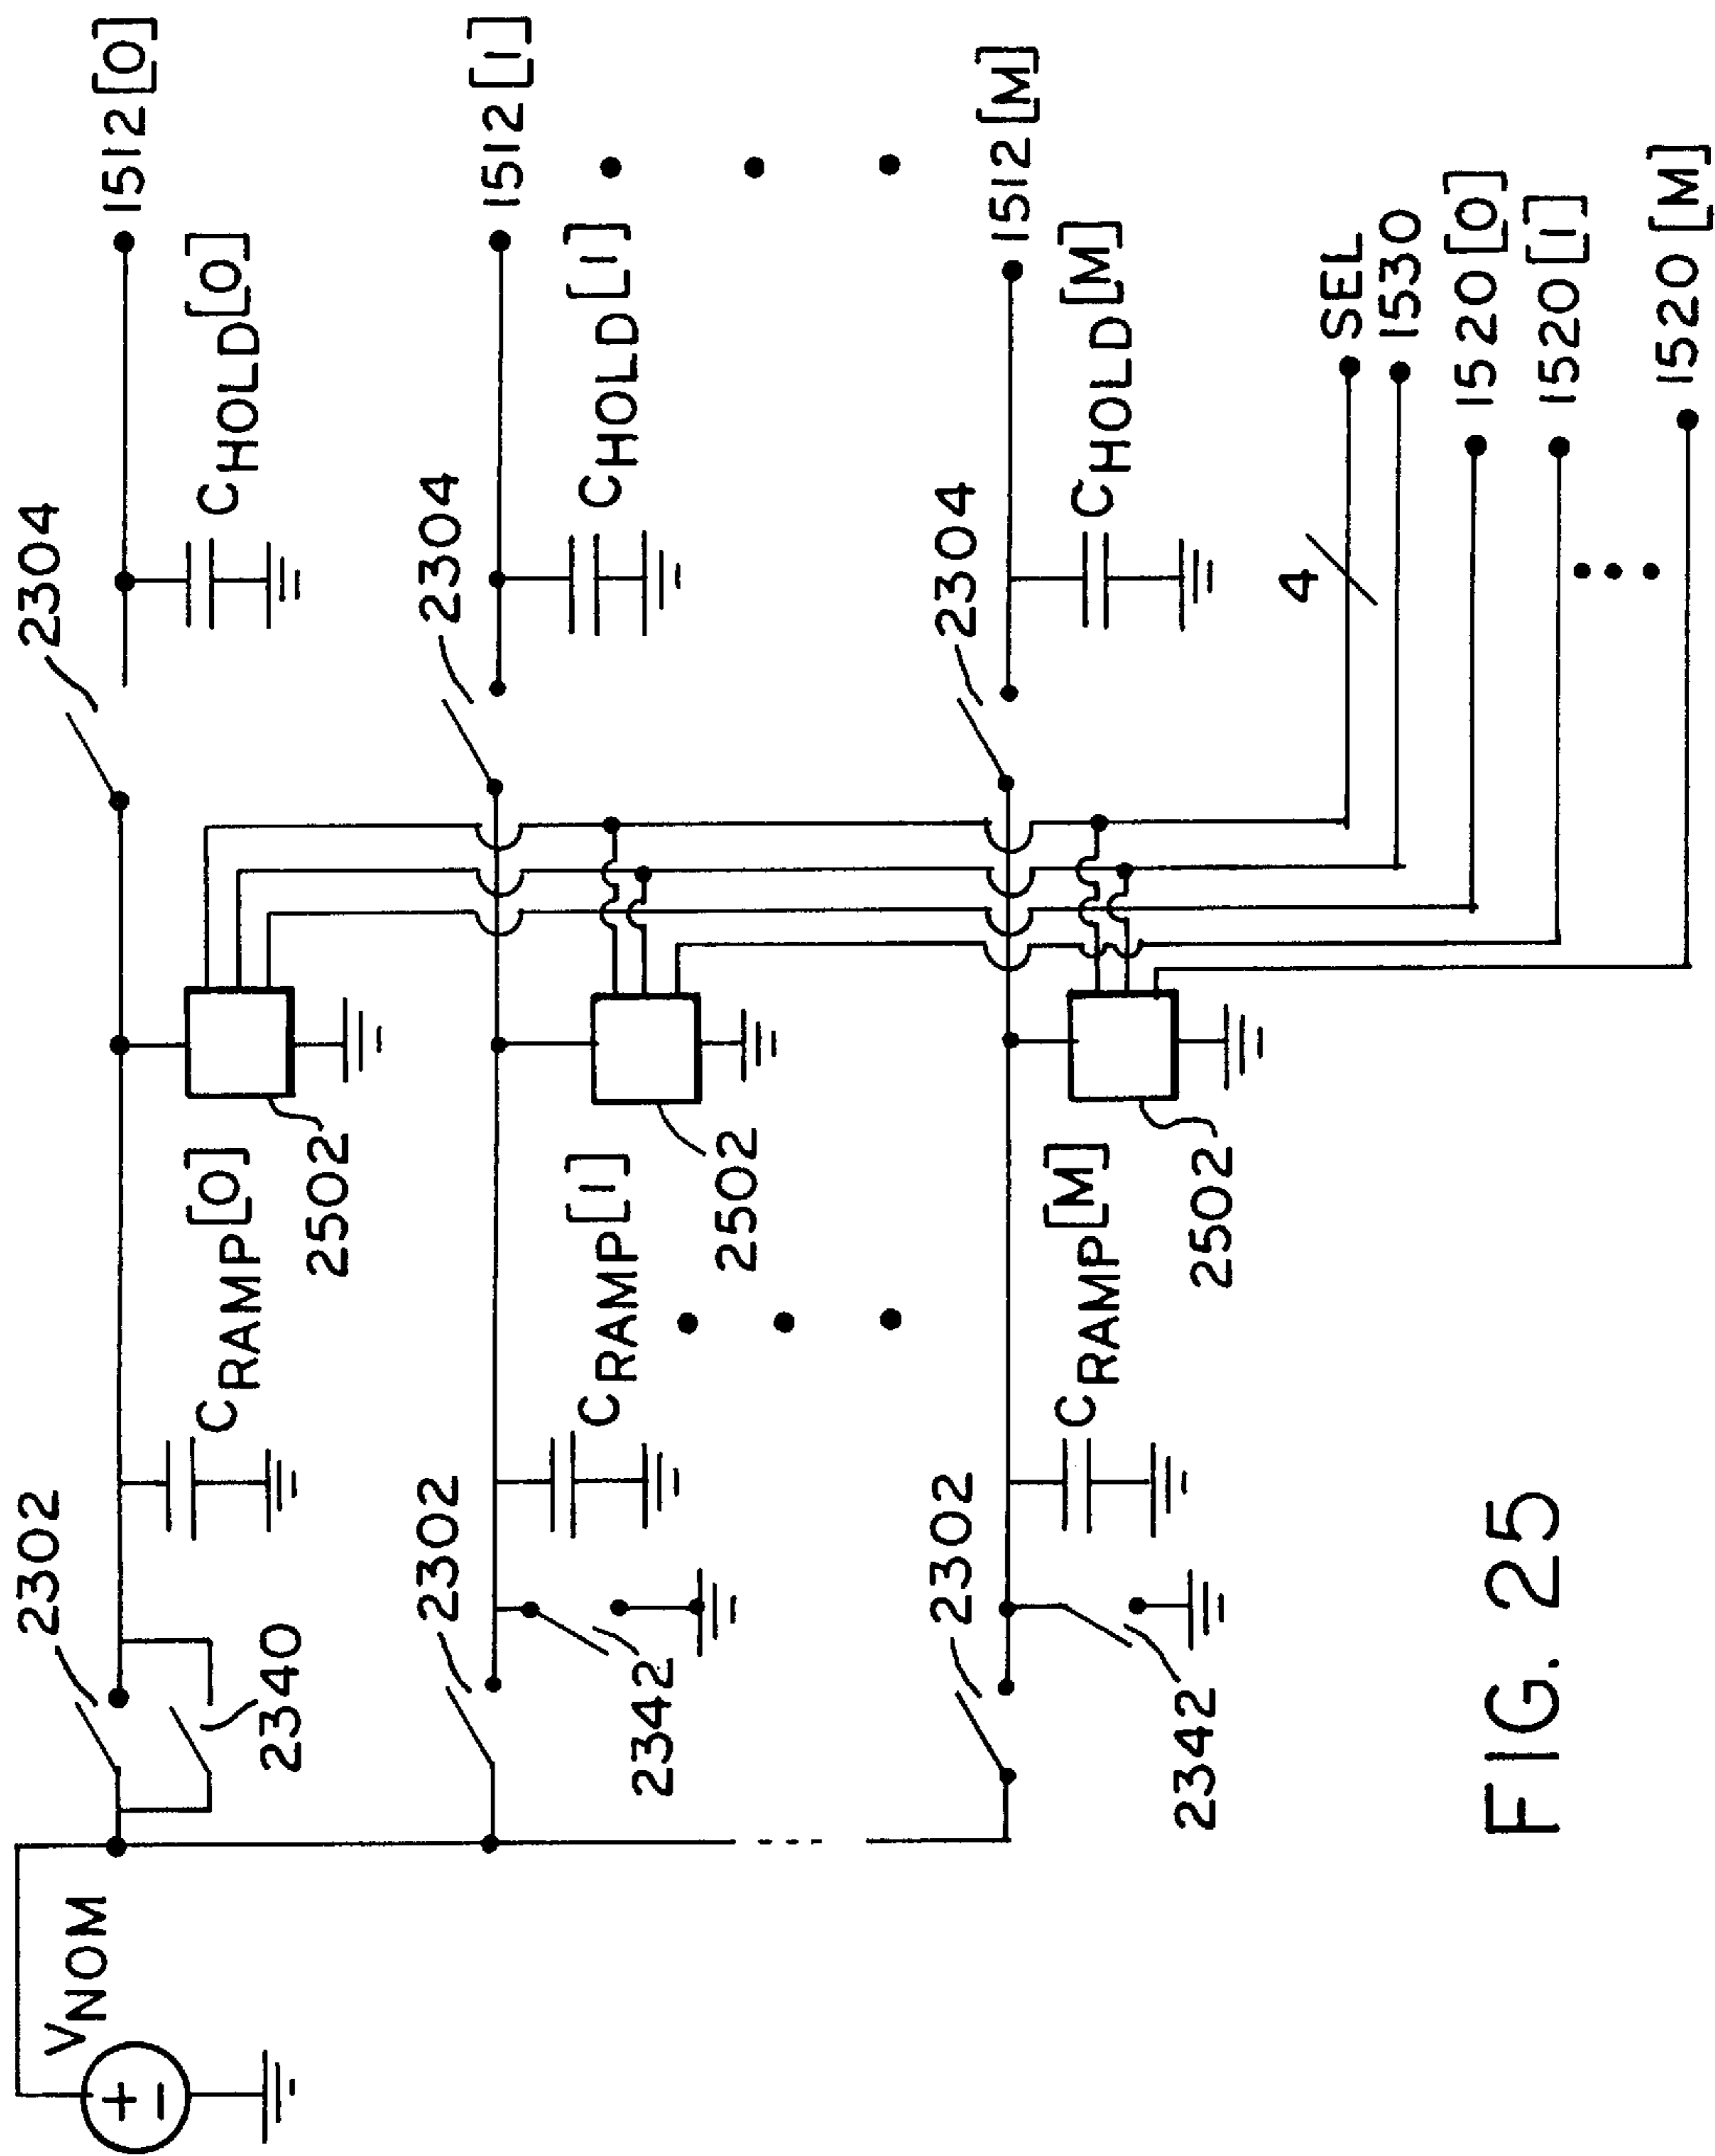 VNOM
2302
2340
CRAMP[0]
2502
2304
CHOLD[0]
1512[0]
2302
2342
CRAMP[1]
2502
2304
CHOLD[1]
1512[1]
2302
2342
CRAMP[M]
2502
2304
CHOLD[M]
1512[M]
4
SEL
1530
1520[0]
1520[1]
1520[M]
+
–
FIG. 25